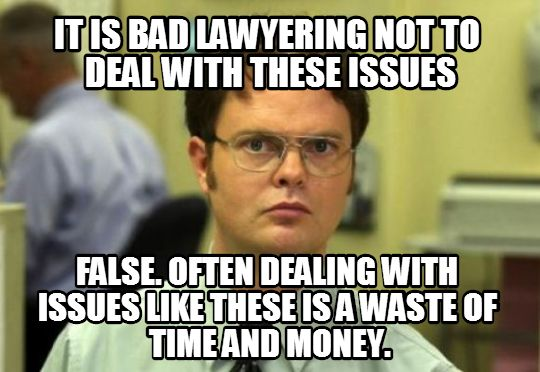 IT IS BAD LAWYERING NOT TO
DEAL WITH THESE ISSUES
FALSE. OFTEN DEALING WITH
ISSUES LIKE THESE IS A WASTE OF
TIME AND MONEY.